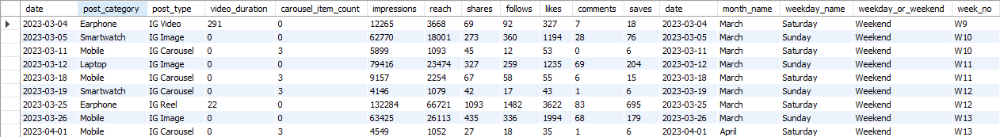 date post_category post_type video_duration carousel_item_count impressions reach shares follows likes comments saves date month_name weekday_name weekday_or_weekend week_no
2023-03-04 Earphone IG Video 291 0 12265 3668 69 92 327 7 18 2023-03-04 March Saturday Weekend W9
2023-03-05 Smartwatch IG Image 0 0 62770 18001 273 360 1194 28 76 2023-03-05 March Sunday Weekend W10
2023-03-11 Mobile IG Carousel 0 3 5899 1093 45 12 53 0 6 2023-03-11 March Saturday Weekend W10
2023-03-12 Laptop IG Image 0 0 79416 23474 327 259 1235 69 204 2023-03-12 March Sunday Weekend W11
2023-03-18 Mobile IG Carousel 0 3 9157 2254 67 58 55 6 15 2023-03-18 March Saturday Weekend W11
2023-03-19 Smartwatch IG Carousel 0 3 4146 1079 42 17 43 1 6 2023-03-19 March Sunday Weekend W12
2023-03-25 Earphone IG Reel 22 0 132284 66721 1093 1482 3622 83 695 2023-03-25 March Saturday Weekend W12
2023-03-26 Mobile IG Image 0 0 63425 26113 435 336 1994 68 179 2023-03-26 March Sunday Weekend W13
2023-04-01 Mobile IG Carousel 0 3 4549 1052 27 18 35 1 6 2023-04-01 April Saturday Weekend W13